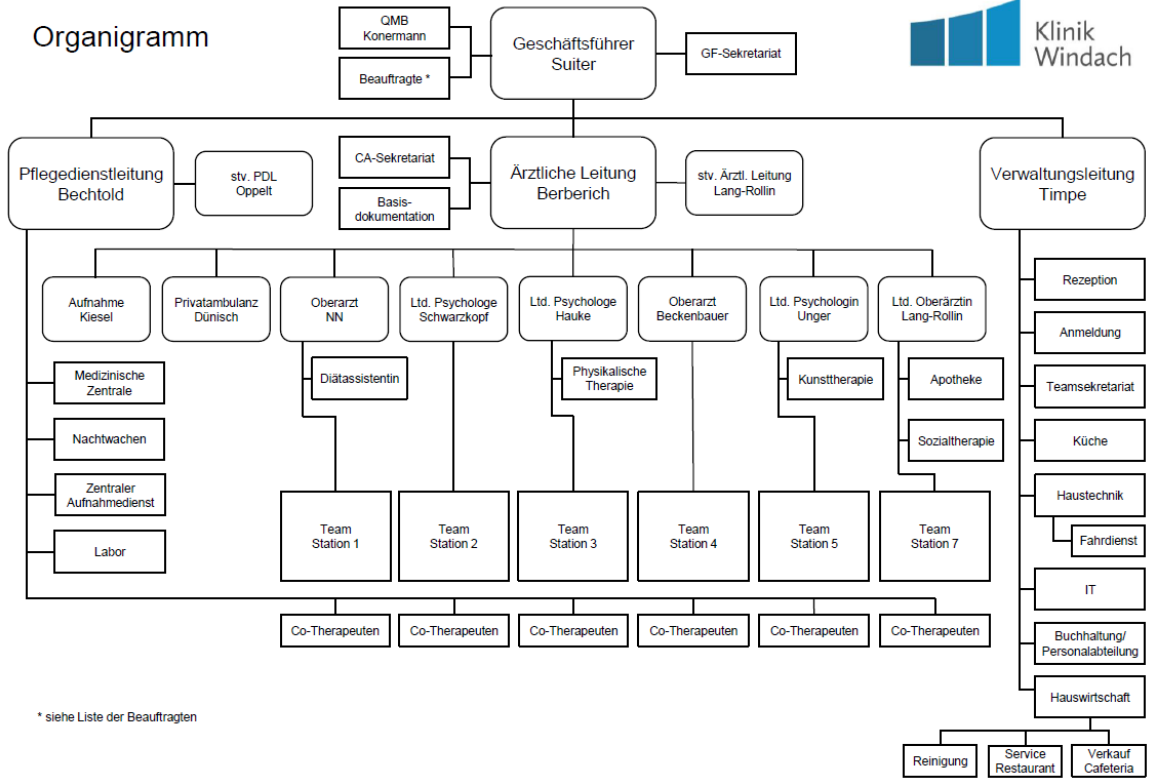 Organigramm
QMB
Konermann
Beauftragte *
Geschäftsführer
Suiter
GF-Sekretariat
Klinik
Windach
Pflegedienstleitung
Bechtold
stv. PDL
Oppelt
CA-Sekretariat
Basis-
dokumentation
Ärztliche Leitung
Berberich
stv. Ärztl. Leitung
Lang-Rollin
Verwaltungsleitung
Timpe
Aufnahme
Kiesel
Privatambulanz
Dünisch
Oberarzt
NN
Ltd. Psychologe
Schwarzkopf
Ltd. Psychologe
Hauke
Oberarzt
Beckenbauer
Ltd. Psychologin
Unger
Ltd. Oberärztin
Lang-Rollin
Medizinische
Zentrale
Nachtwachen
Zentraler
Aufnahmedienst
Labor
Diätassistentin
Physikalische
Therapie
Kunsttherapie
Apotheke
Sozialtherapie
Team
Station 1
Team
Station 2
Team
Station 3
Team
Station 4
Team
Station 5
Team
Station 7
Co-Therapeuten
Co-Therapeuten
Co-Therapeuten
Co-Therapeuten
Co-Therapeuten
Co-Therapeuten
Rezeption
Anmeldung
Teamsekretariat
Küche
Haustechnik
Fahrdienst
IT
Buchhaltung/
Personalabteilung
Hauswirtschaft
Reinigung
Service
Restaurant
Verkauf
Cafeteria
* siehe Liste der Beauftragten